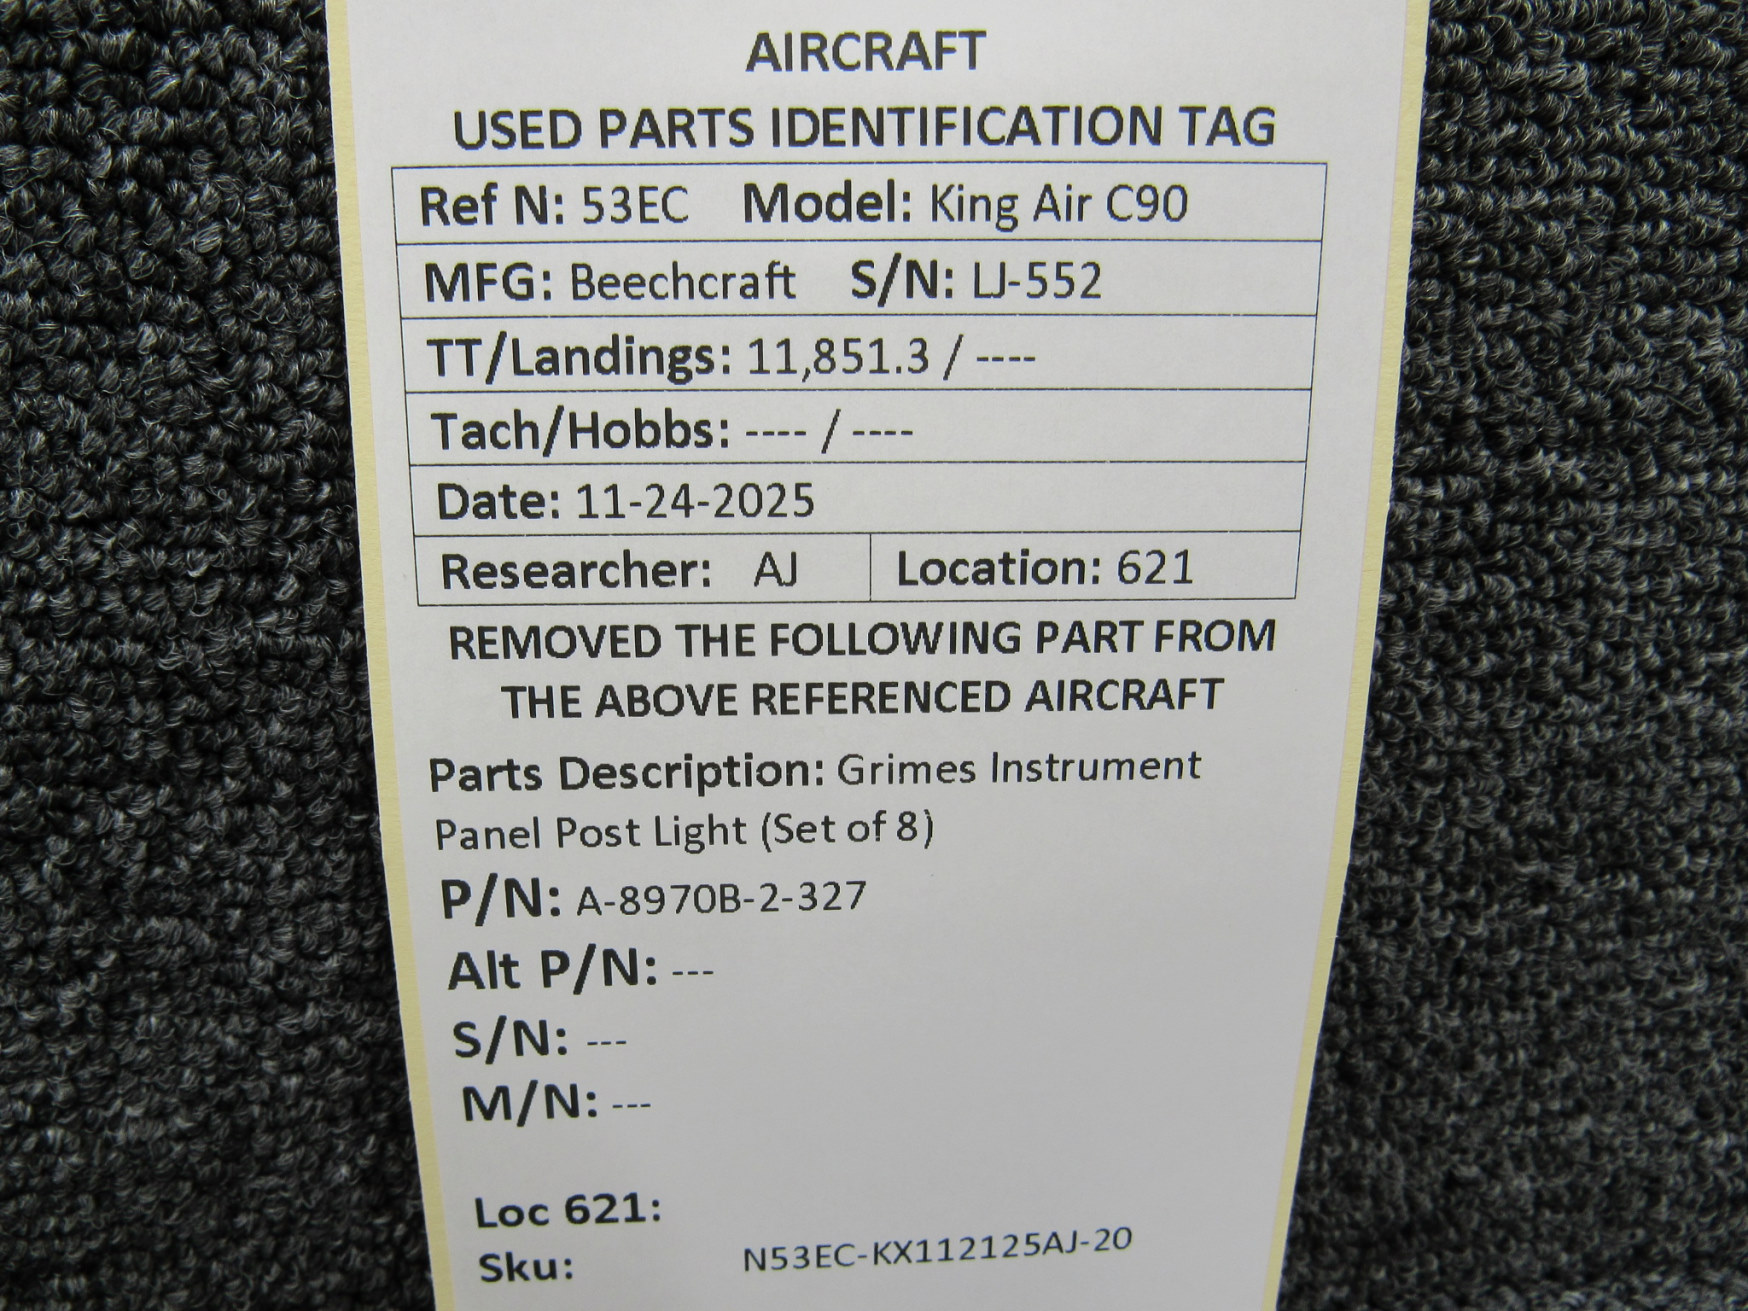 AIRCRAFT
USED PARTS IDENTIFICATION TAG
Ref N: 53EC Model: King Air C90
MFG: Beechcraft S/N: LJ-552
TT/Landings: 11,851.3 / ----
Tach/Hobbs: ---- / ----
Date: 11-24-2025
Researcher: AJ Location: 621
REMOVED THE FOLLOWING PART FROM
THE ABOVE REFERENCED AIRCRAFT
Parts Description: Grimes Instrument
Panel Post Light (Set of 8)
P/N: A-8970B-2-327
Alt P/N: ---
S/N: ---
M/N: ---
Loc 621:
Sku: N53EC-KX112125AJ-20